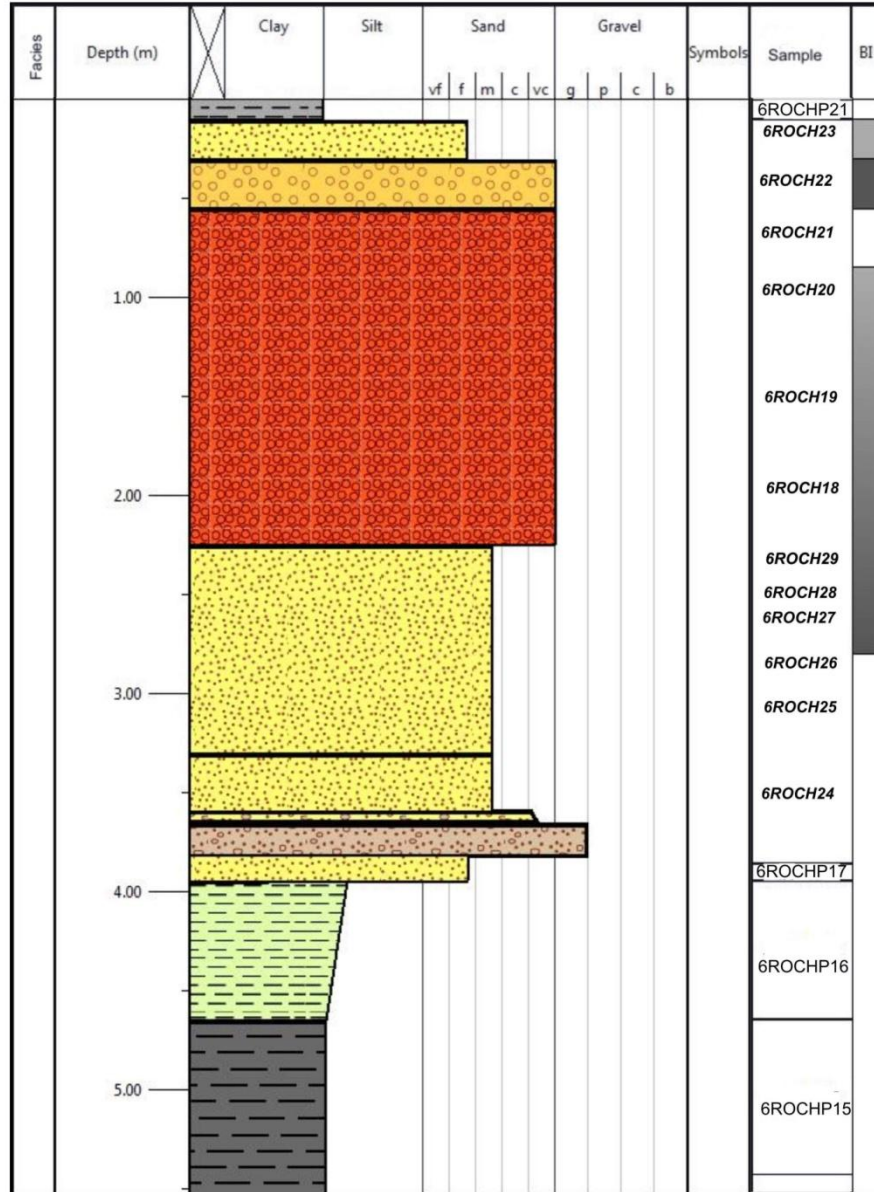 Facies
Depth (m)
Clay
Silt
Sand
Gravel
Symbols
Sample
BI
vf f m c vc g p c b
6ROCHP21
6ROCH23
6ROCH22
6ROCH21
6ROCH20
1.00
6ROCH19
6ROCH18
2.00
6ROCH29
6ROCH28
6ROCH27
6ROCH26
3.00
6ROCH25
6ROCH24
6ROCHP17
4.00
6ROCHP16
5.00
6ROCHP15